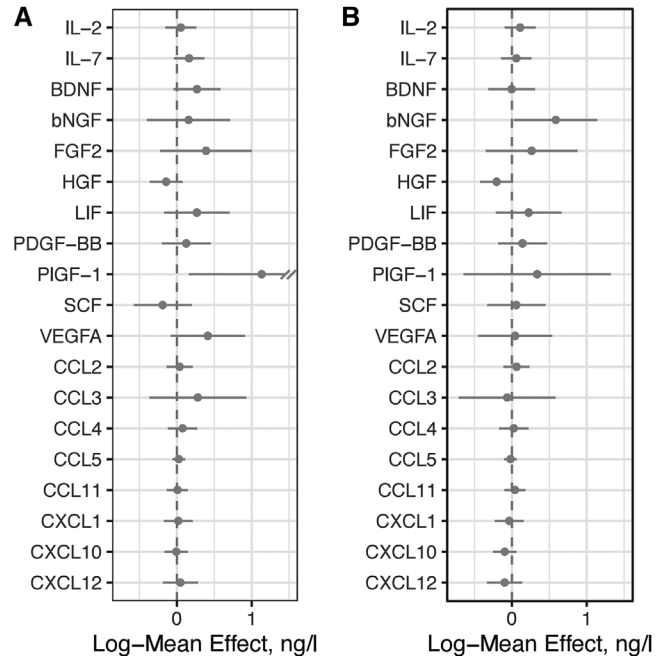 A
IL−2
IL−7
BDNF
bNGF
FGF2
HGF
LIF
PDGF−BB
PIGF−1
SCF
VEGFA
CCL2
CCL3
CCL4
CCL5
CCL11
CXCL1
CXCL10
CXCL12
0 1
Log−Mean Effect, ng/l
B
IL−2
IL−7
BDNF
bNGF
FGF2
HGF
LIF
PDGF−BB
PIGF−1
SCF
VEGFA
CCL2
CCL3
CCL4
CCL5
CCL11
CXCL1
CXCL10
CXCL12
0 1
Log−Mean Effect, ng/l